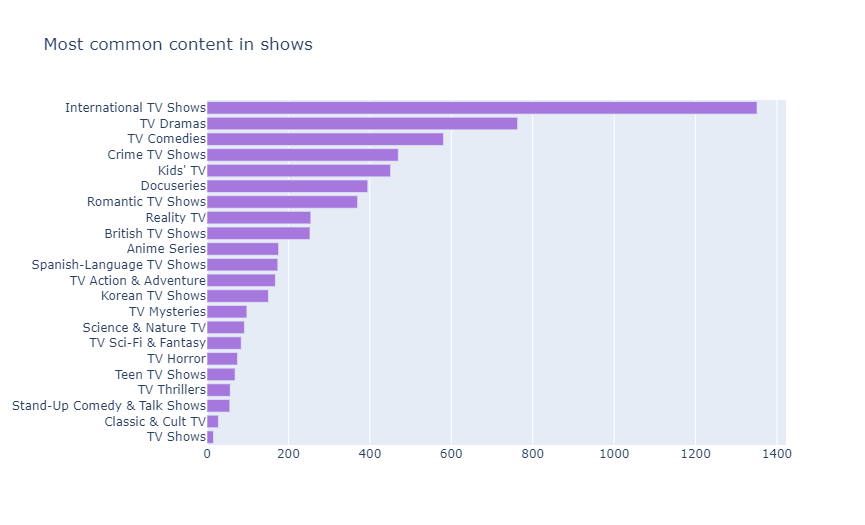 Most common content in shows
International TV Shows
TV Dramas
TV Comedies
Crime TV Shows
Kids' TV
Docuseries
Romantic TV Shows
Reality TV
British TV Shows
Anime Series
Spanish-Language TV Shows
TV Action & Adventure
Korean TV Shows
TV Mysteries
Science & Nature TV
TV Sci-Fi & Fantasy
TV Horror
Teen TV Shows
TV Thrillers
Stand-Up Comedy & Talk Shows
Classic & Cult TV
TV Shows
0 200 400 600 800 1000 1200 1400